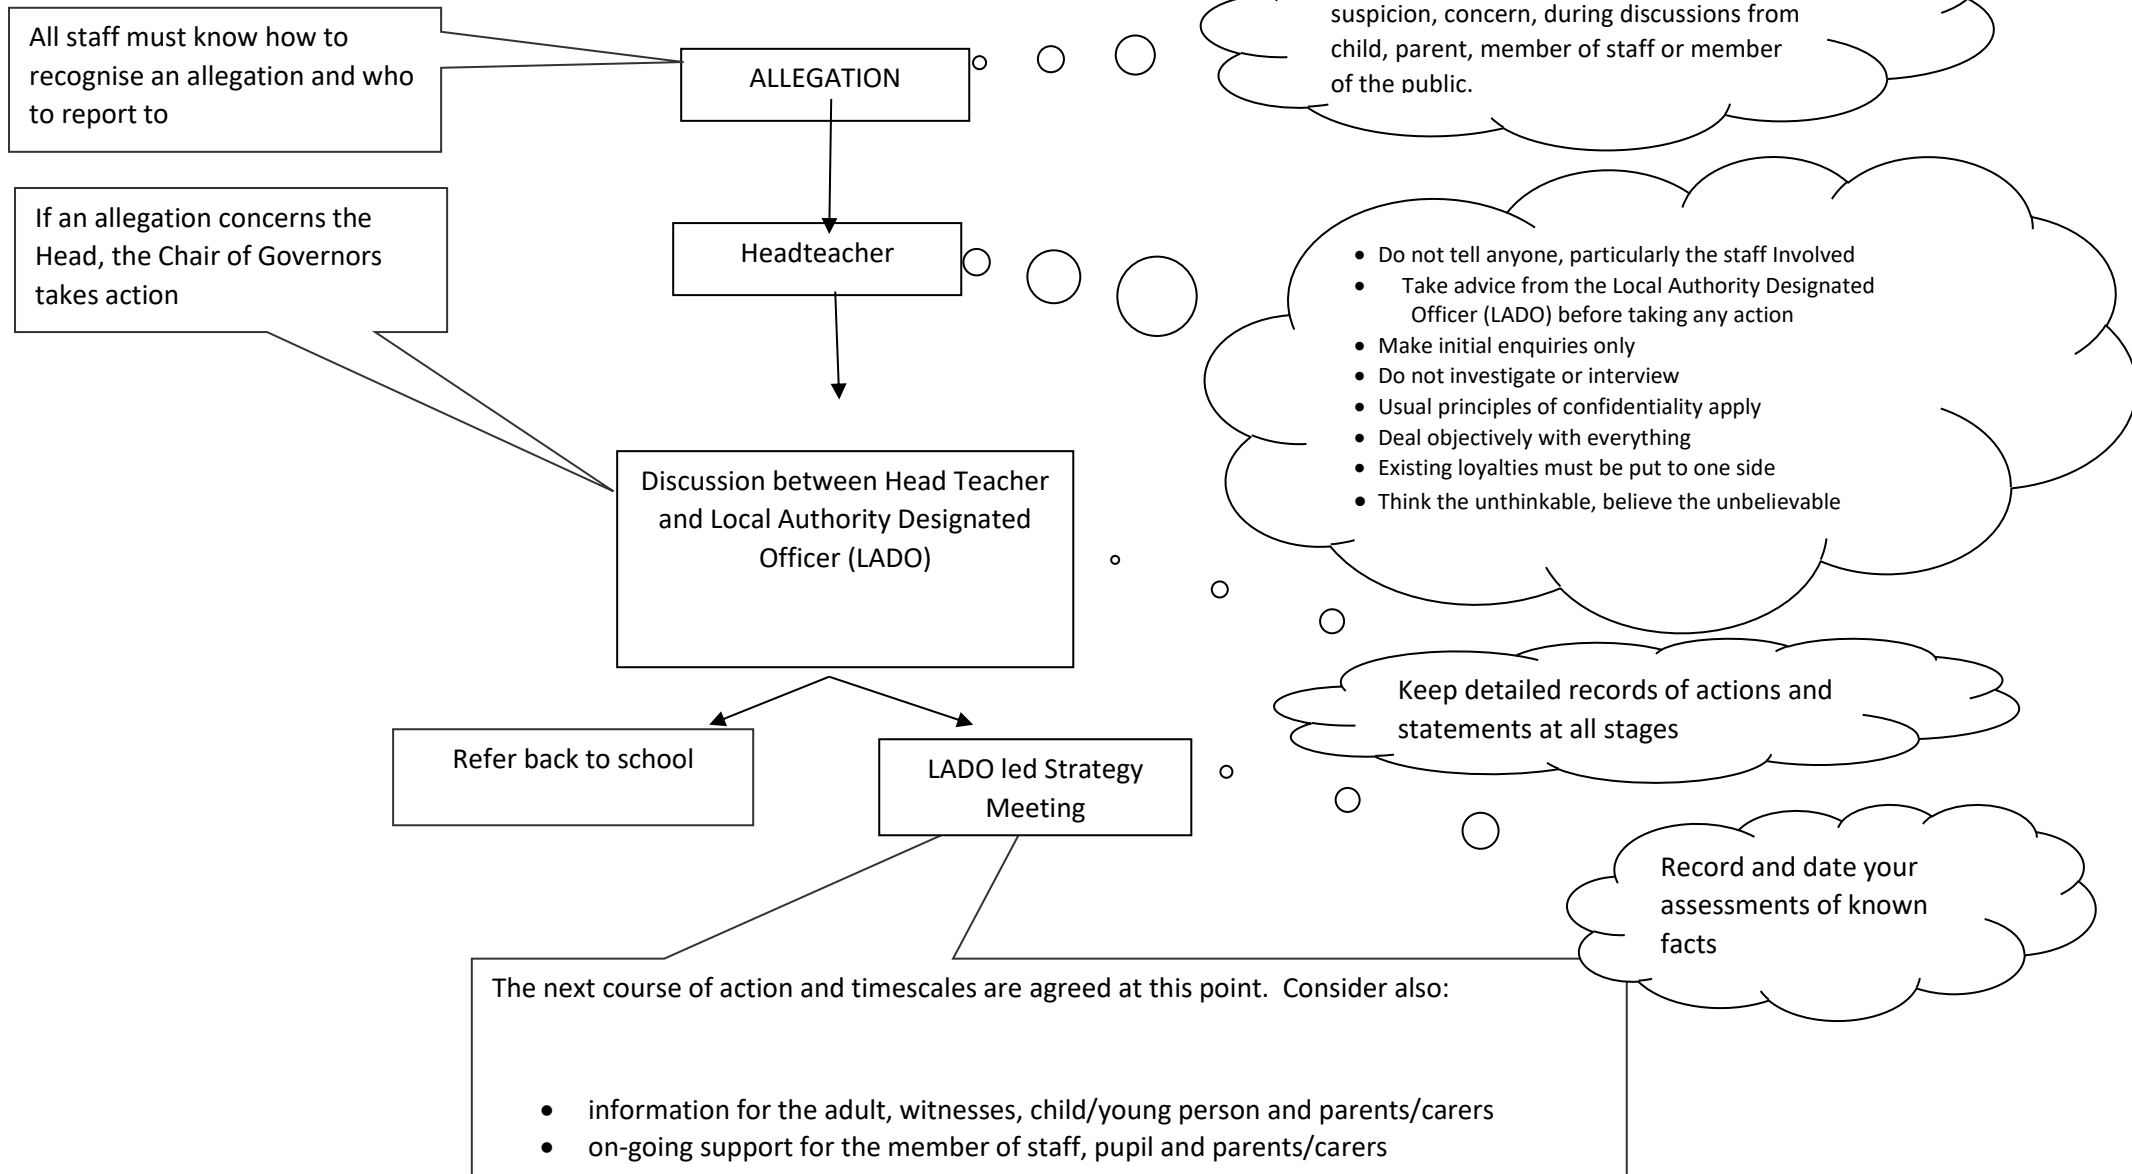 suspicion, concern, during discussions from
child, parent, member of staff or member
of the public.
All staff must know how to
recognise an allegation and who
to report to
ALLEGATION
If an allegation concerns the
Head, the Chair of Governors
takes action
Headteacher
• Do not tell anyone, particularly the staff Involved
• Take advice from the Local Authority Designated
Officer (LADO) before taking any action
• Make initial enquiries only
• Do not investigate or interview
• Usual principles of confidentiality apply
• Deal objectively with everything
• Existing loyalties must be put to one side
• Think the unthinkable, believe the unbelievable
Discussion between Head Teacher
and Local Authority Designated
Officer (LADO)
Keep detailed records of actions and
statements at all stages
Refer back to school
LADO led Strategy
Meeting
Record and date your
assessments of known
facts
The next course of action and timescales are agreed at this point.  Consider also:
• information for the adult, witnesses, child/young person and parents/carers
• on-going support for the member of staff, pupil and parents/carers